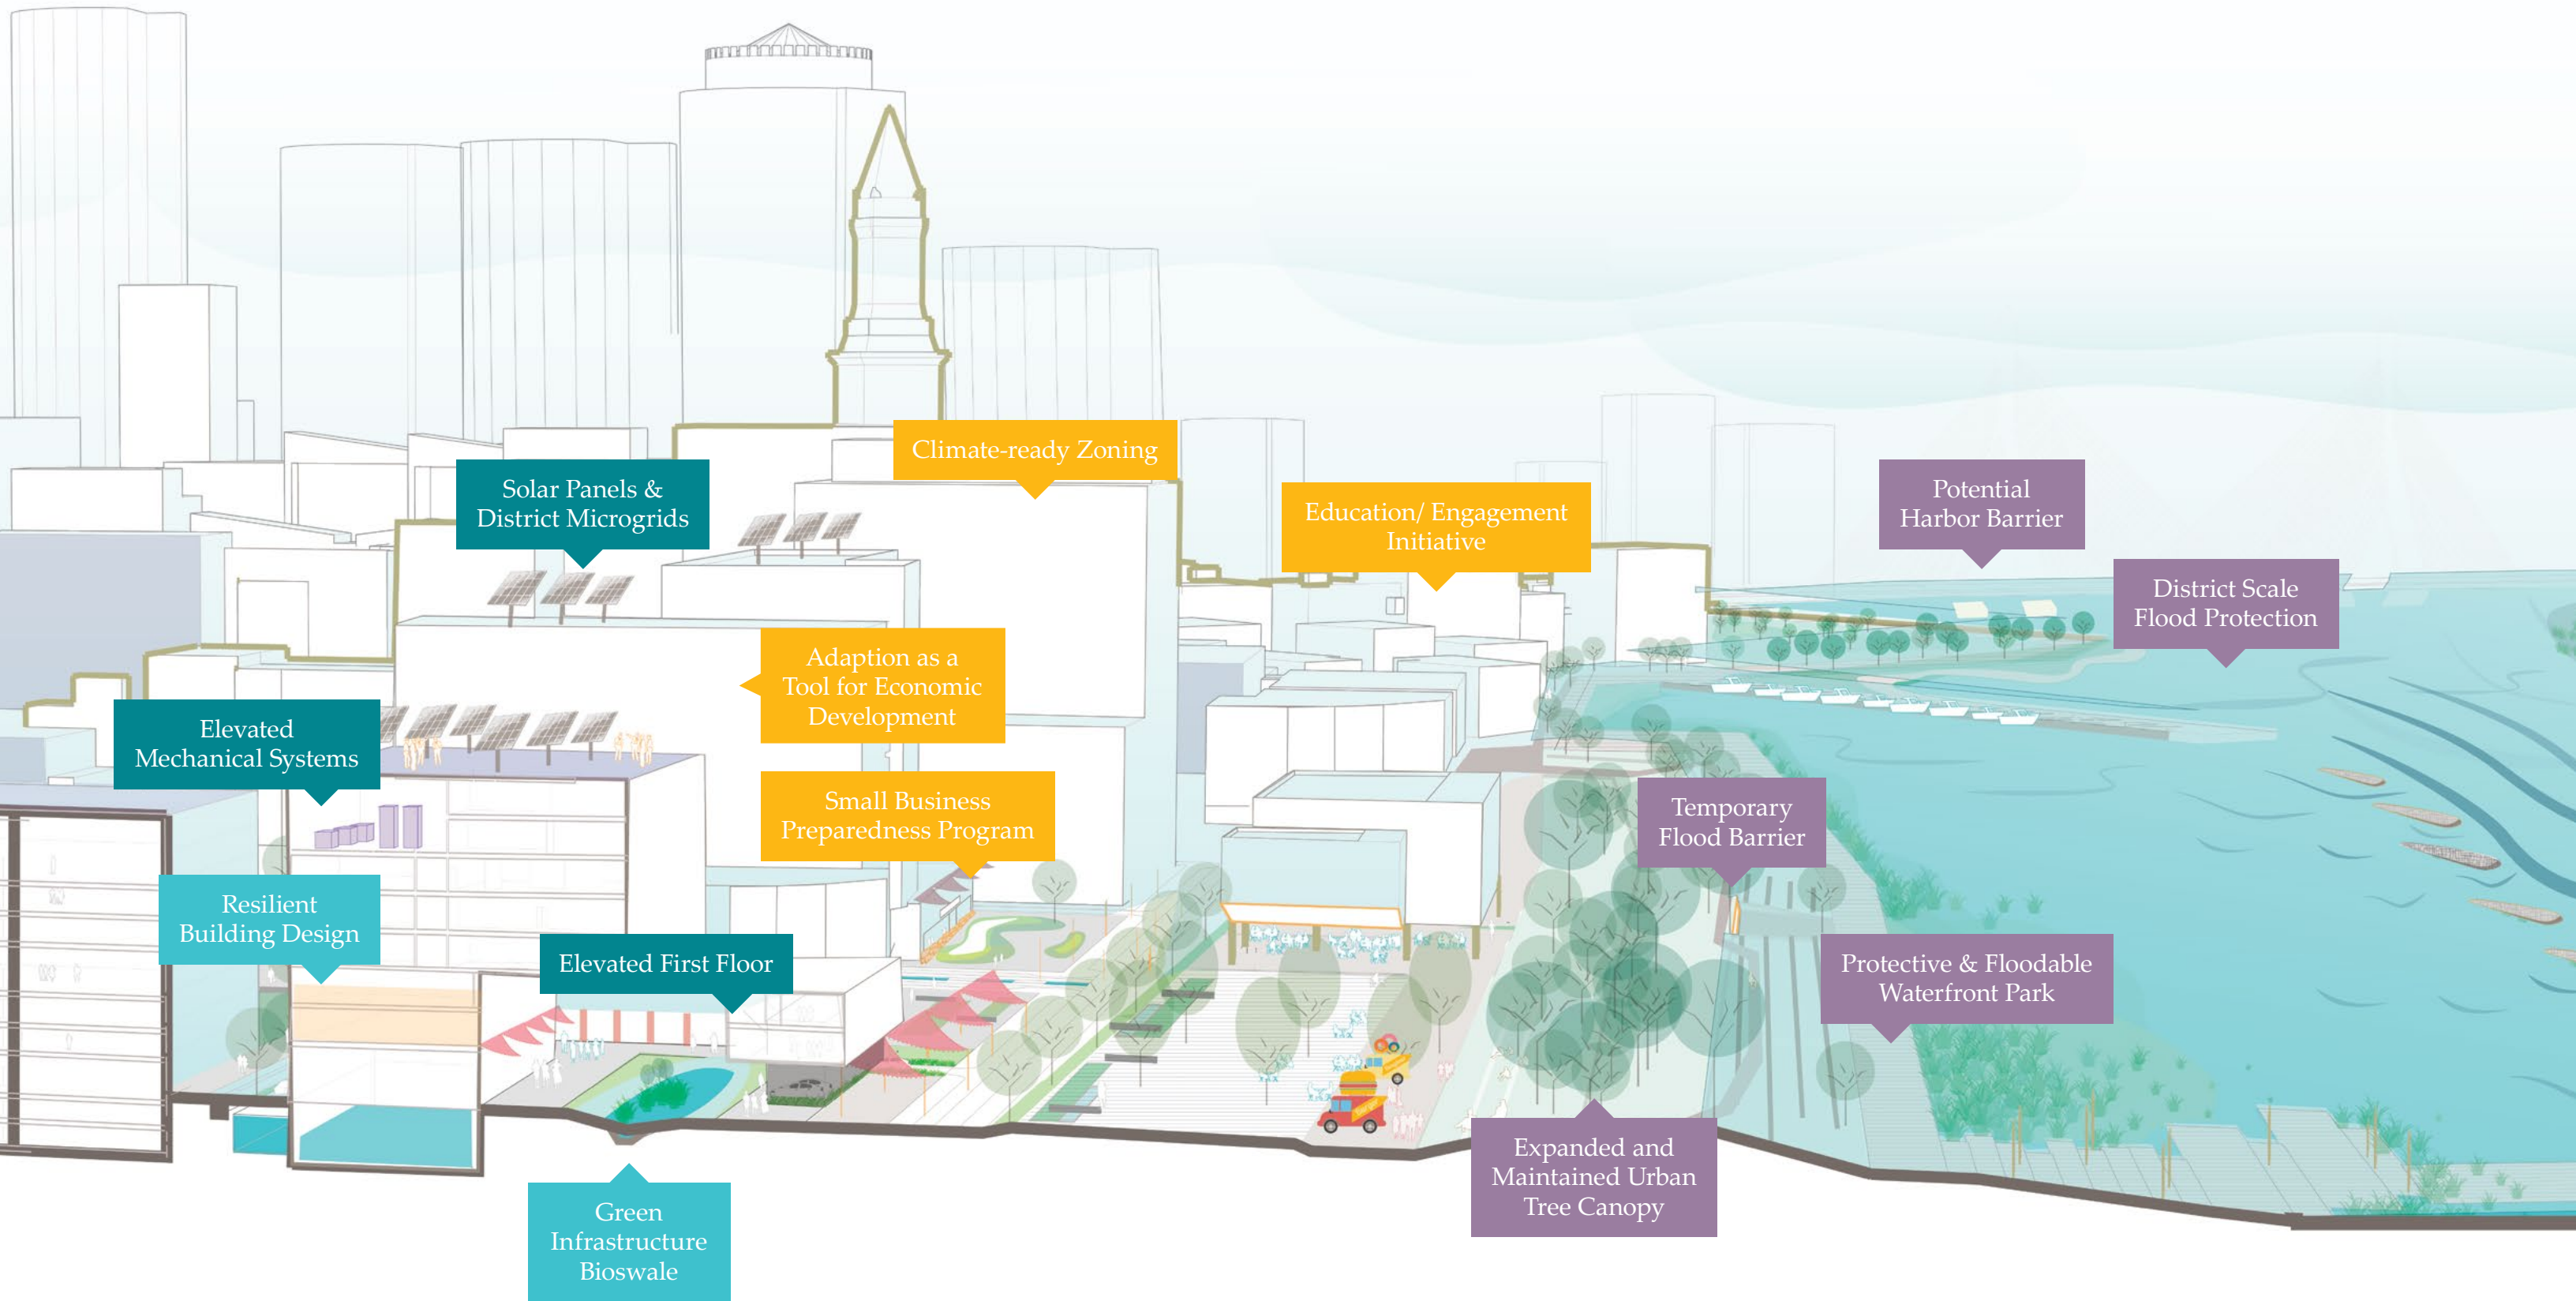 Climate-ready Zoning
Solar Panels &
District Microgrids
Education/ Engagement
Initiative
Potential
Harbor Barrier
District Scale
Flood Protection
Adaption as a
Tool for Economic
Development
Elevated
Mechanical Systems
Small Business
Preparedness Program
Temporary
Flood Barrier
Resilient
Building Design
Elevated First Floor
Protective & Floodable
Waterfront Park
Expanded and
Maintained Urban
Tree Canopy
Green
Infrastructure
Bioswale